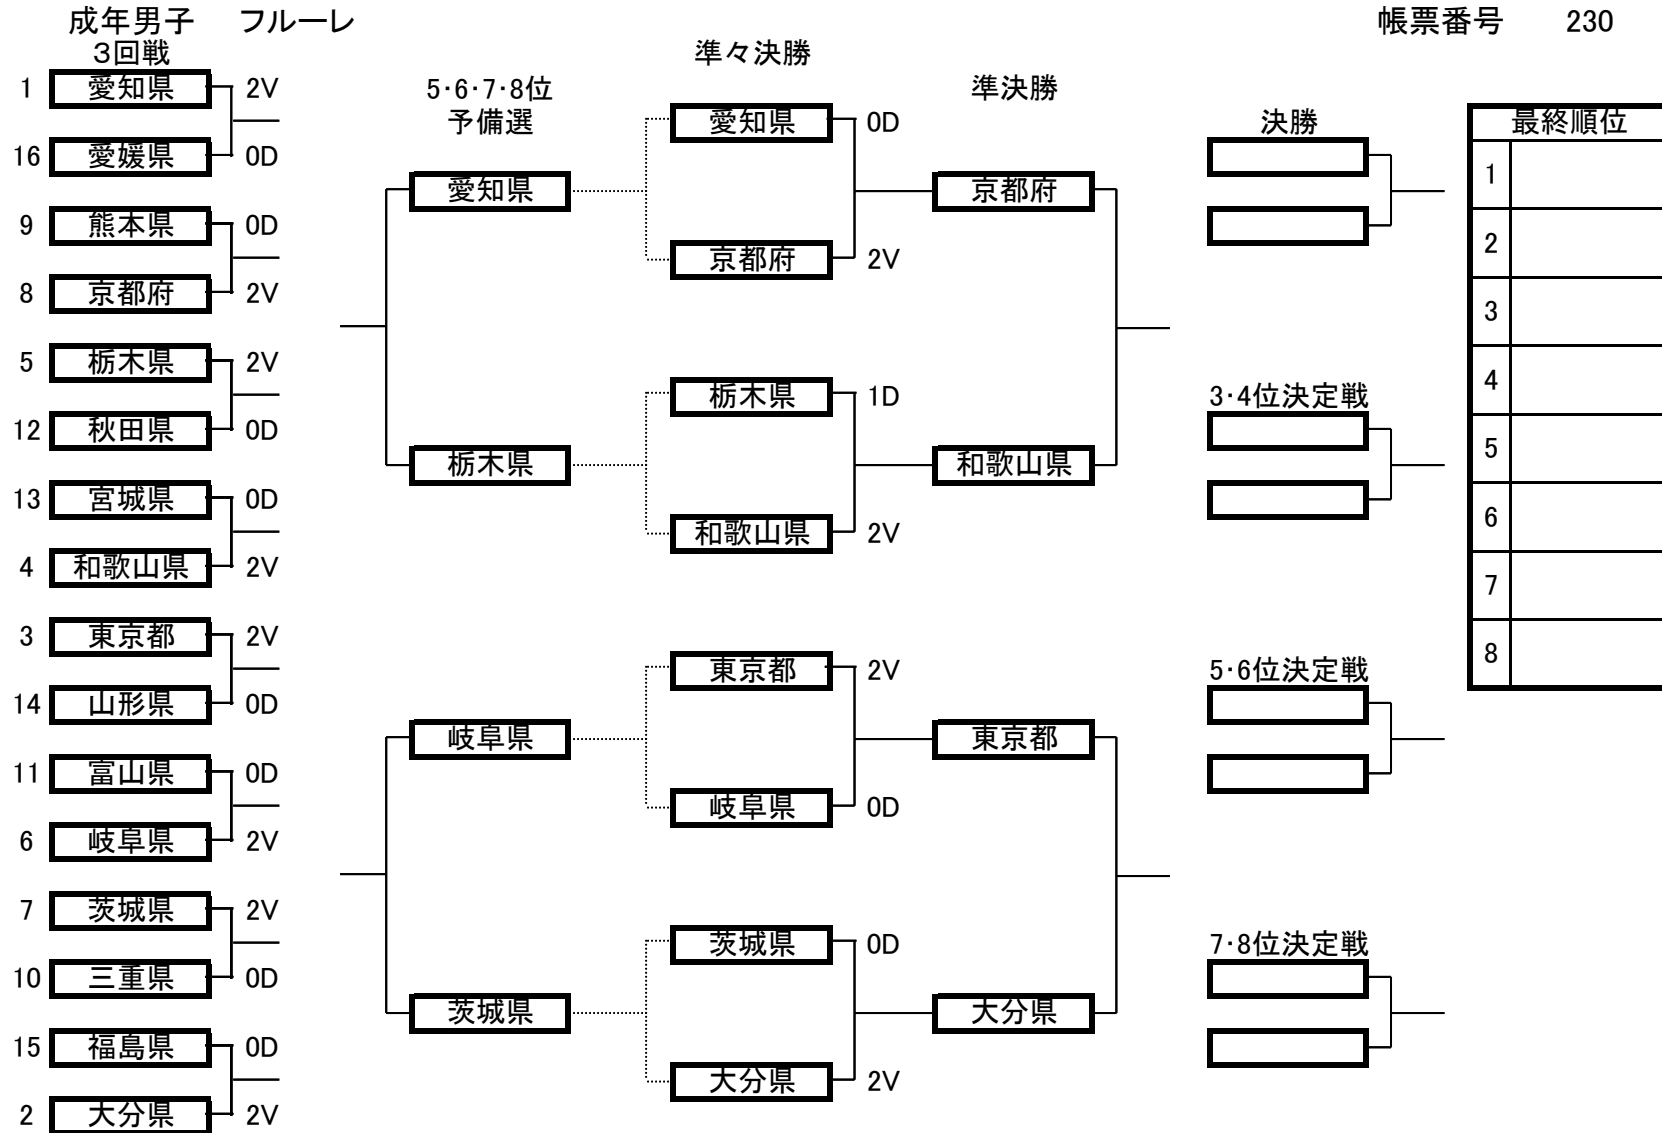 成年男子 フルーレ 帳票番号 230
3回戦
1 愛知県 2V
16 愛媛県 0D
9 熊本県 0D
8 京都府 2V
5 栃木県 2V
12 秋田県 0D
13 宮城県 0D
4 和歌山県 2V
3 東京都 2V
14 山形県 0D
11 富山県 0D
6 岐阜県 2V
7 茨城県 2V
10 三重県 0D
15 福島県 0D
2 大分県 2V
5・6・7・8位
予備選
愛知県
栃木県
岐阜県
茨城県
準々決勝
愛知県 0D
京都府 2V
栃木県 1D
和歌山県 2V
東京都 2V
岐阜県 0D
茨城県 0D
大分県 2V
準決勝
京都府
和歌山県
東京都
大分県
決勝
3・4位決定戦
5・6位決定戦
7・8位決定戦
最終順位
1
2
3
4
5
6
7
8